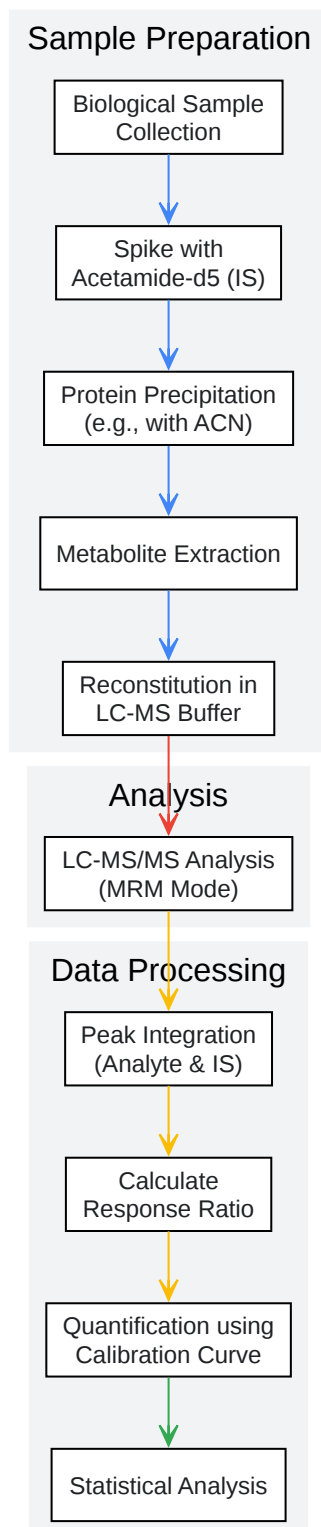 Sample Preparation
Biological Sample
Collection
Spike with
Acetamide-d5 (IS)
Protein Precipitation
(e.g., with ACN)
Metabolite Extraction
Reconstitution in
LC-MS Buffer
Analysis
LC-MS/MS Analysis
(MRM Mode)
Data Processing
Peak Integration
(Analyte & IS)
Calculate
Response Ratio
Quantification using
Calibration Curve
Statistical Analysis